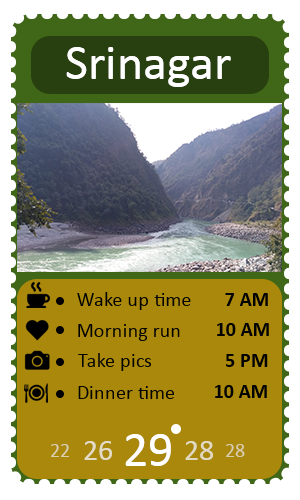 Srinagar
• Wake up time 7 AM
• Morning run 10 AM
• Take pics 5 PM
• Dinner time 10 AM
22 26 29° 28 28